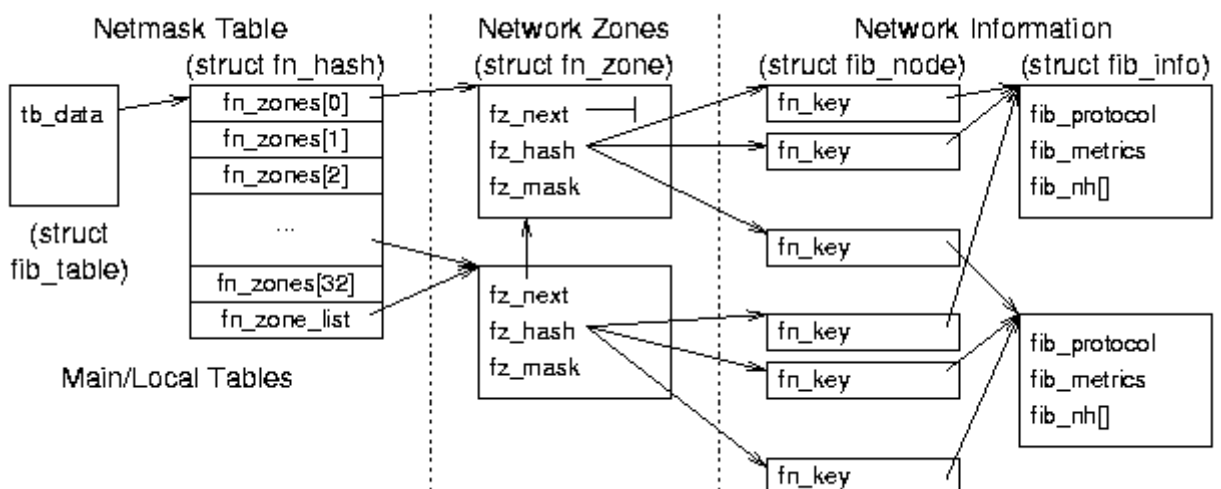 Netmask Table
(struct fn_hash)
tb_data
(struct
fib_table)
fn_zones[0]
fn_zones[1]
fn_zones[2]
...
fn_zones[32]
fn_zone_list
Main/Local Tables
Network Zones
(struct fn_zone)
fz_next
fz_hash
fz_mask
fz_next
fz_hash
fz_mask
Network Information
(struct fib_node)
(struct fib_info)
fn_key
fn_key
fn_key
fn_key
fn_key
fn_key
fib_protocol
fib_metrics
fib_nh[]
fib_protocol
fib_metrics
fib_nh[]